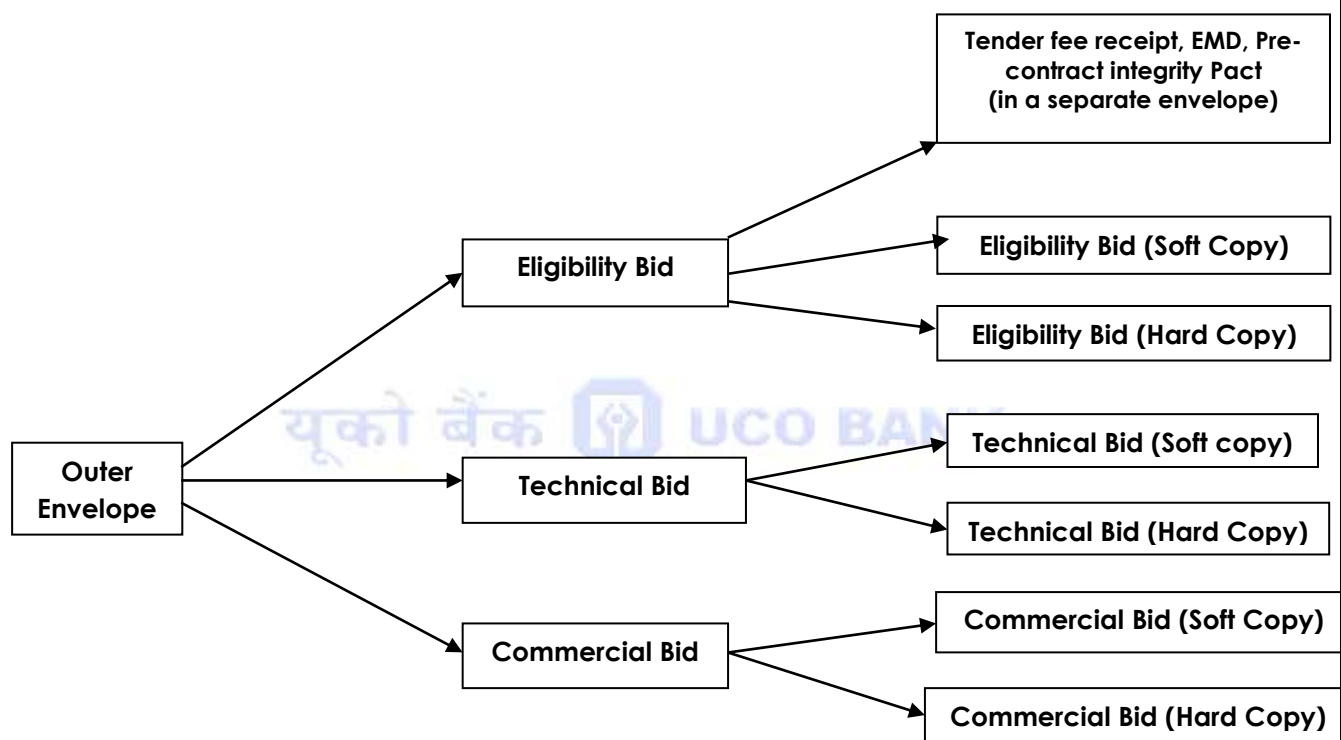 Tender fee receipt, EMD, Pre-
contract integrity Pact
(in a separate envelope)
Eligibility Bid
Eligibility Bid (Soft Copy)
Eligibility Bid (Hard Copy)
यूको बैंक UCO BANK
Outer
Envelope
Technical Bid
Technical Bid (Soft copy)
Technical Bid (Hard Copy)
Commercial Bid
Commercial Bid (Soft Copy)
Commercial Bid (Hard Copy)